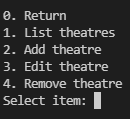 0. Return
1. List theatres
2. Add theatre
3. Edit theatre
4. Remove theatre
Select item: